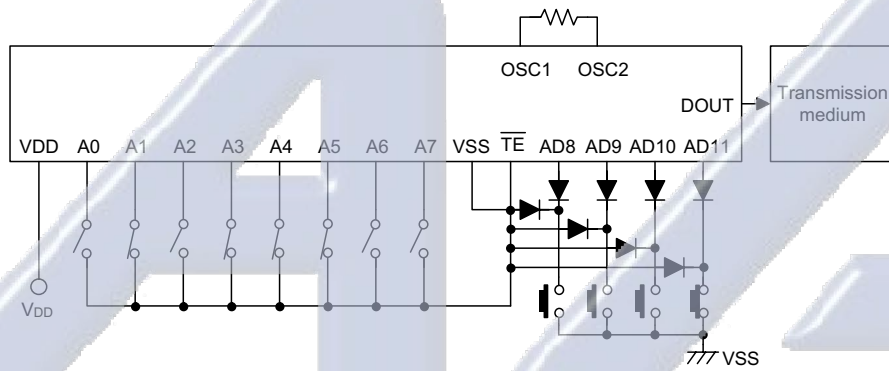 OSC1 OSC2
DOUT
Transmission
medium
VDD A0 A1 A2 A3 A4 A5 A6 A7 VSS TE AD8 AD9 AD10 AD11
VDD
VSS